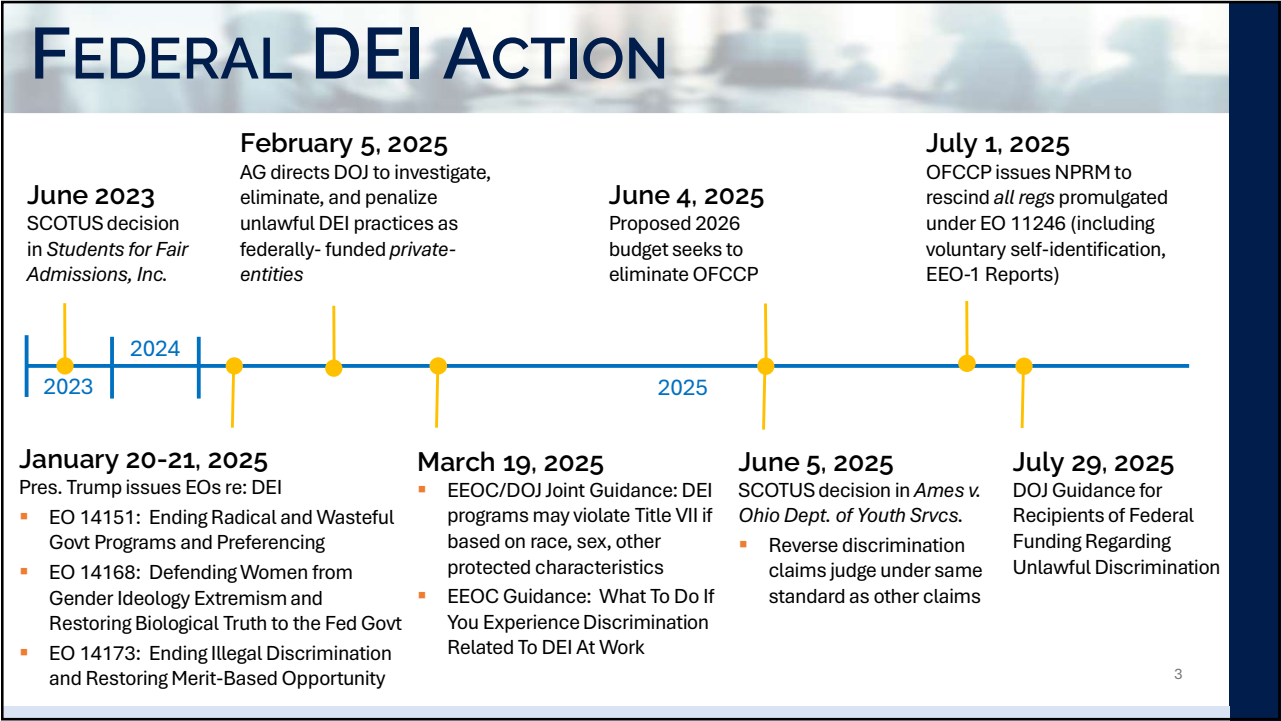 FEDERAL DEI ACTION
June 2023
SCOTUS decision
in Students for Fair
Admissions, Inc.
February 5, 2025
AG directs DOJ to investigate,
eliminate, and penalize
unlawful DEI practices as
federally- funded private-
entities
June 4, 2025
Proposed 2026
budget seeks to
eliminate OFCCP
July 1, 2025
OFCCP issues NPRM to
rescind all regs promulgated
under EO 11246 (including
voluntary self-identification,
EEO-1 Reports)
2023
2024
2025
January 20-21, 2025
Pres. Trump issues EOs re: DEI
▪ EO 14151: Ending Radical and Wasteful
Govt Programs and Preferencing
▪ EO 14168: Defending Women from
Gender Ideology Extremism and
Restoring Biological Truth to the Fed Govt
▪ EO 14173: Ending Illegal Discrimination
and Restoring Merit-Based Opportunity
March 19, 2025
▪ EEOC/DOJ Joint Guidance: DEI
programs may violate Title VII if
based on race, sex, other
protected characteristics
▪ EEOC Guidance: What To Do If
You Experience Discrimination
Related To DEI At Work
June 5, 2025
SCOTUS decision in Ames v.
Ohio Dept. of Youth Srvcs.
▪ Reverse discrimination
claims judge under same
standard as other claims
July 29, 2025
DOJ Guidance for
Recipients of Federal
Funding Regarding
Unlawful Discrimination
3